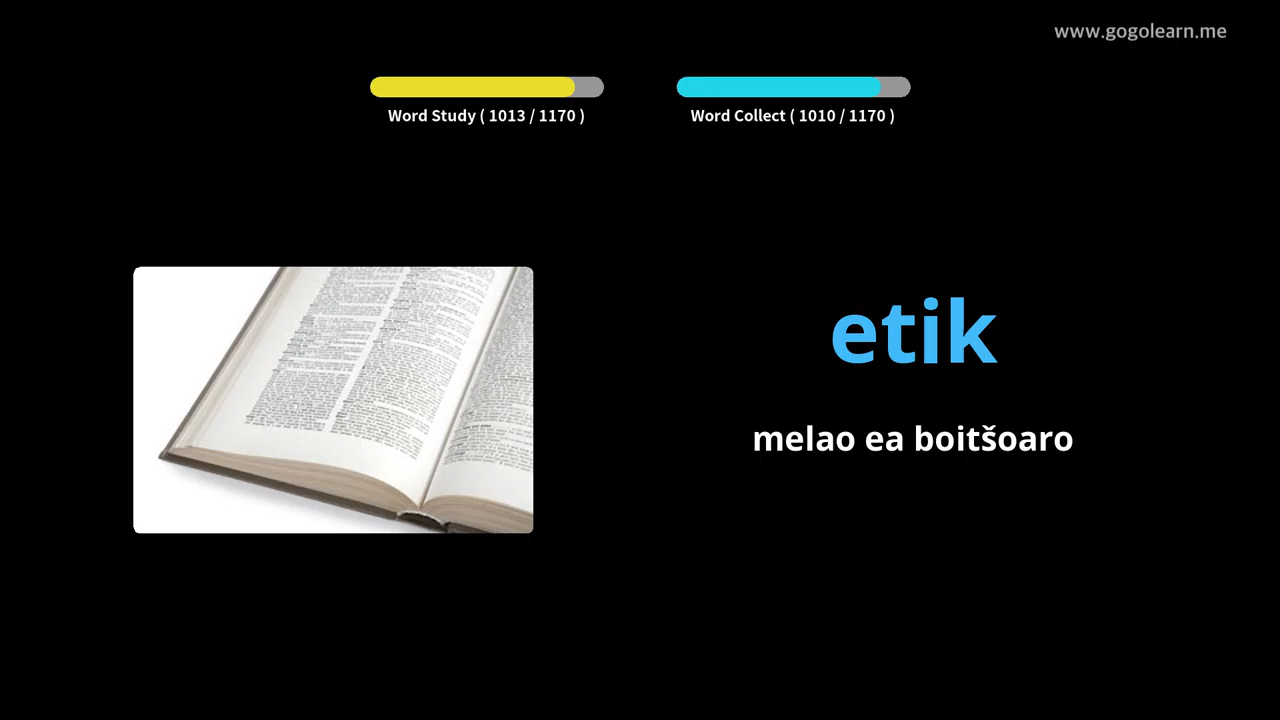 www.gogolearn.me
Word Study ( 1013 / 1170 )
Word Collect ( 1010 / 1170 )
etik
melao ea boitšoaro